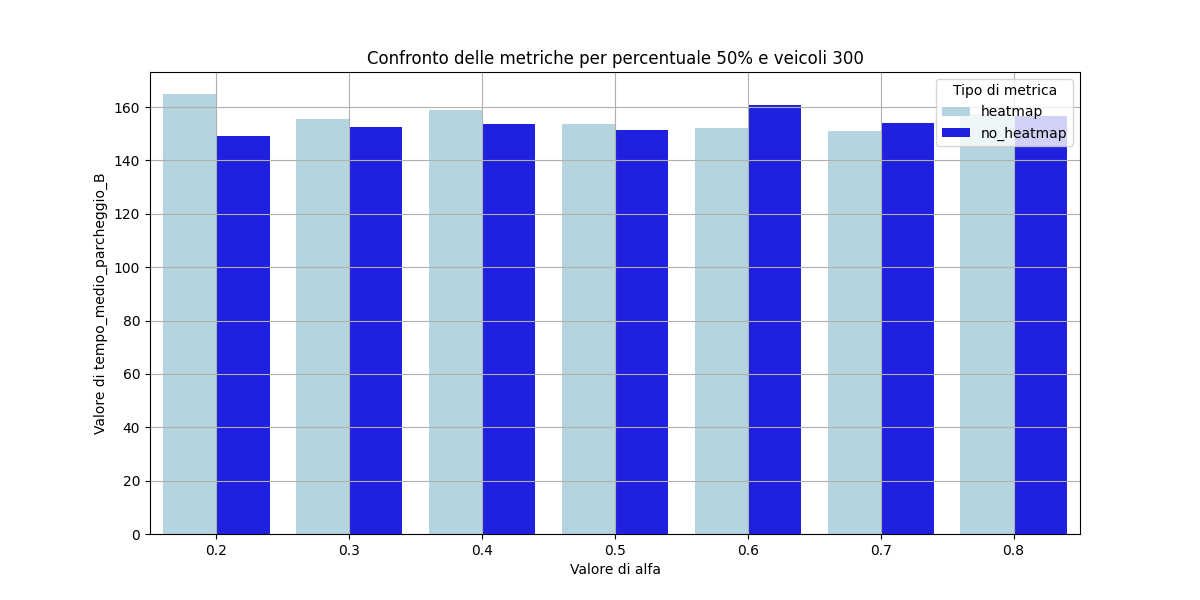 Confronto delle metriche per percentuale 50% e veicoli 300
Valore di tempo_medio_parcheggio_B
160
140
120
100
80
60
40
20
0
Tipo di metrica
heatmap
no_heatmap
0.2 0.3 0.4 0.5 0.6 0.7 0.8
Valore di alfa